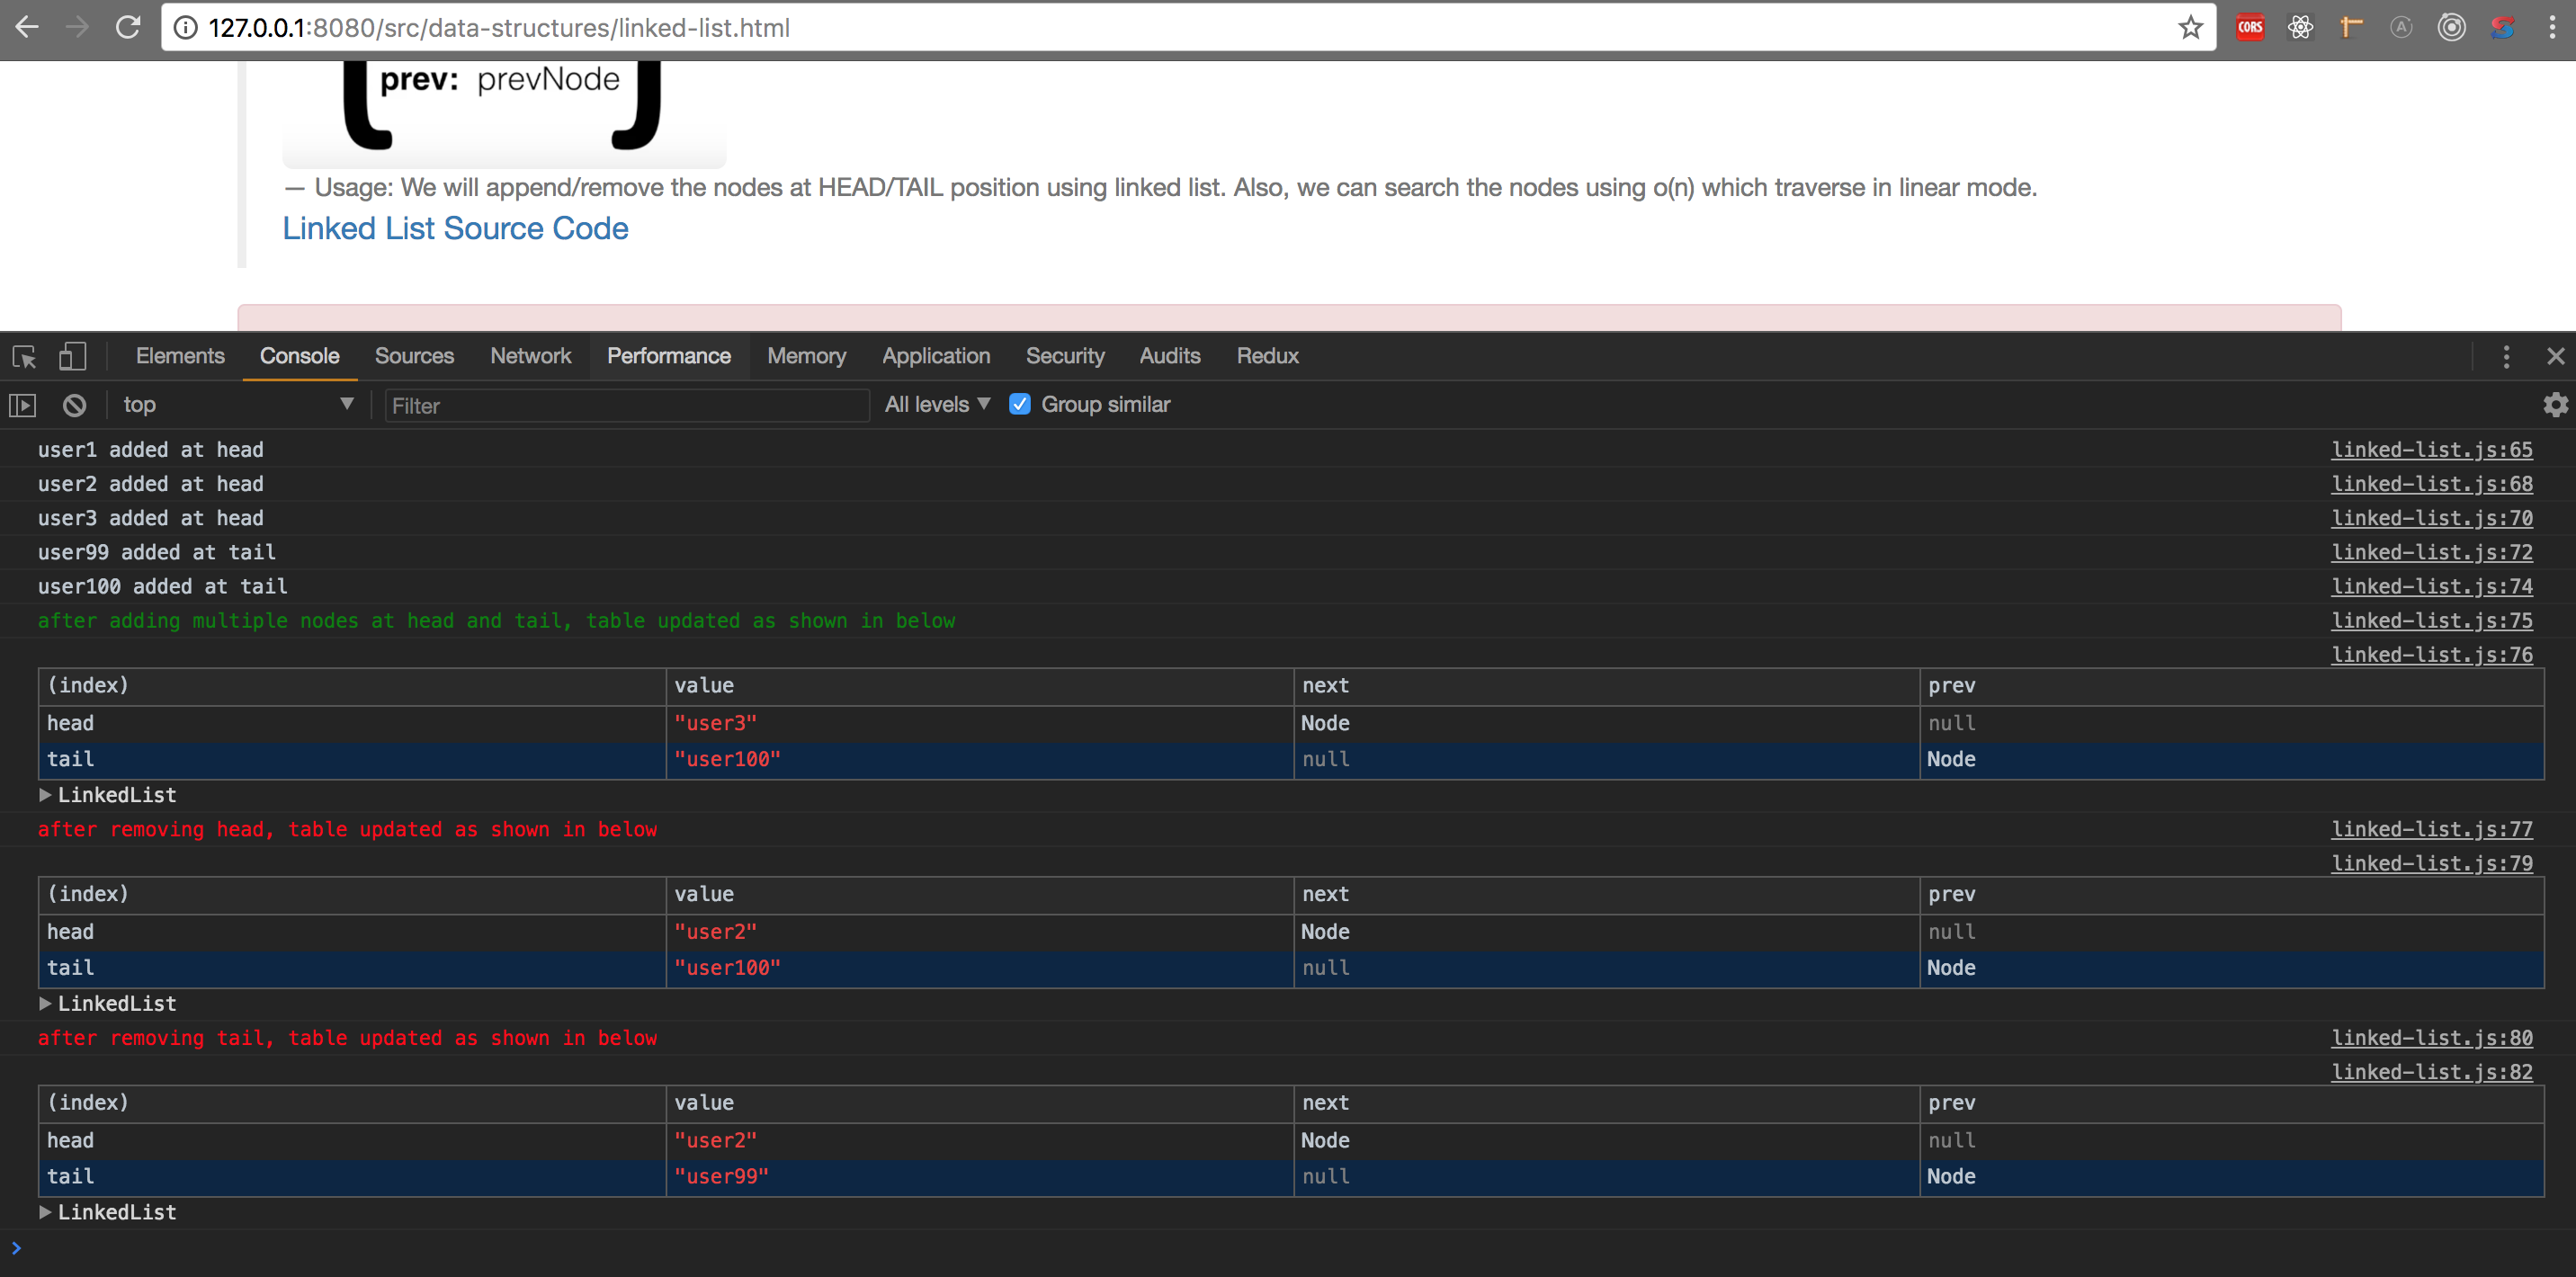 127.0.0.1:8080/src/data-structures/linked-list.html
CORS
prev: prevNode
— Usage: We will append/remove the nodes at HEAD/TAIL position using linked list. Also, we can search the nodes using o(n) which traverse in linear mode.
Linked List Source Code
Elements Console Sources Network Performance Memory Application Security Audits Redux
top Filter All levels Group similar
user1 added at head linked-list.js:65
user2 added at head linked-list.js:68
user3 added at head linked-list.js:70
user99 added at tail linked-list.js:72
user100 added at tail linked-list.js:74
after adding multiple nodes at head and tail, table updated as shown in below linked-list.js:75
linked-list.js:76
(index) value next prev
head "user3" Node null
tail "user100" null Node
LinkedList
after removing head, table updated as shown in below linked-list.js:77
linked-list.js:79
(index) value next prev
head "user2" Node null
tail "user100" null Node
LinkedList
after removing tail, table updated as shown in below linked-list.js:80
linked-list.js:82
(index) value next prev
head "user2" Node null
tail "user99" null Node
LinkedList